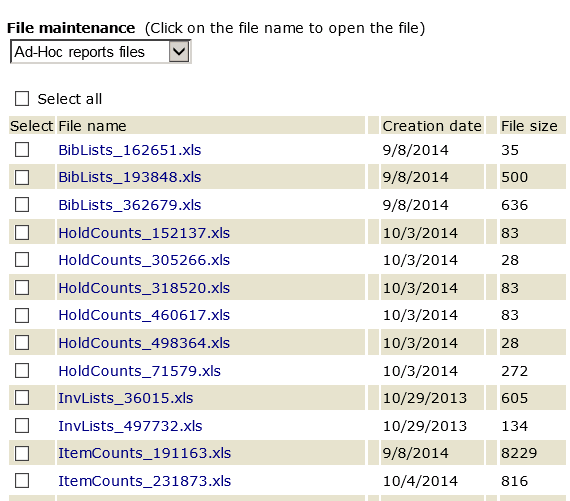 File maintenance (Click on the file name to open the file)
Ad-Hoc reports files
Select all
Select File name Creation date File size
BibLists_162651.xls 9/8/2014 35
BibLists_193848.xls 9/8/2014 500
BibLists_362679.xls 9/8/2014 636
HoldCounts_152137.xls 10/3/2014 83
HoldCounts_305266.xls 10/3/2014 28
HoldCounts_318520.xls 10/3/2014 83
HoldCounts_460617.xls 10/3/2014 83
HoldCounts_498364.xls 10/3/2014 28
HoldCounts_71579.xls 10/3/2014 272
InvLists_36015.xls 10/29/2013 605
InvLists_497732.xls 10/29/2013 134
ItemCounts_191163.xls 9/8/2014 8229
ItemCounts_231873.xls 10/4/2014 816